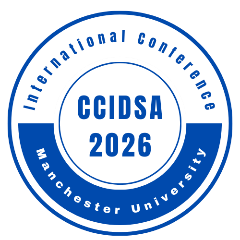 International Conference
CCIDSA
2026
Manchester University